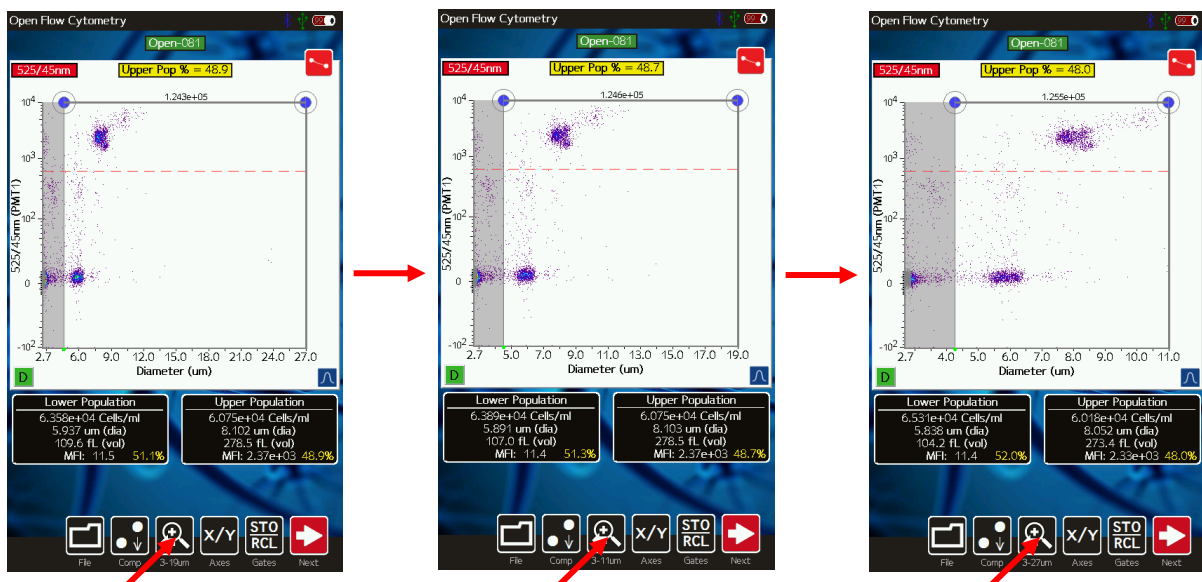 Open Flow Cytometry
99
Open-081
525/45nm
Upper Pop % = 48.9
1.243e+05
10^4
10^3
10^2
0
-10^2
525/45nm (PMT1)
2.7 6.0 9.0 12.0 15.0 18.0 21.0 24.0 27.0
Diameter (um)
D
Lower Population
6.358e+04 Cells/ml
5.937 um (dia)
109.6 fL (vol)
MFI: 11.5 51.1%
Upper Population
6.075e+04 Cells/ml
8.102 um (dia)
278.5 fL (vol)
MFI: 2.37e+03 48.9%
X/Y
STO
RCL
File Comp 3-19um Axes Gates Next
Open Flow Cytometry
99
Open-081
525/45nm
Upper Pop % = 48.7
1.246e+05
10^4
10^3
10^2
0
-10^2
525/45nm (PMT1)
2.7 5.0 7.0 9.0 11.0 13.0 15.0 17.0 19.0
Diameter (um)
D
Lower Population
6.389e+04 Cells/ml
5.891 um (dia)
107.0 fL (vol)
MFI: 11.4 51.3%
Upper Population
6.075e+04 Cells/ml
8.103 um (dia)
278.5 fL (vol)
MFI: 2.37e+03 48.7%
X/Y
STO
RCL
File Comp 3-11um Axes Gates Next
Open Flow Cytometry
99
Open-081
525/45nm
Upper Pop % = 48.0
1.255e+05
10^4
10^3
10^2
0
-10^2
525/45nm (PMT1)
2.7 4.0 5.0 6.0 7.0 8.0 9.0 10.0 11.0
Diameter (um)
D
Lower Population
6.531e+04 Cells/ml
5.838 um (dia)
104.2 fL (vol)
MFI: 11.4 52.0%
Upper Population
6.018e+04 Cells/ml
8.052 um (dia)
273.4 fL (vol)
MFI: 2.33e+03 48.0%
X/Y
STO
RCL
File Comp 3-27um Axes Gates Next